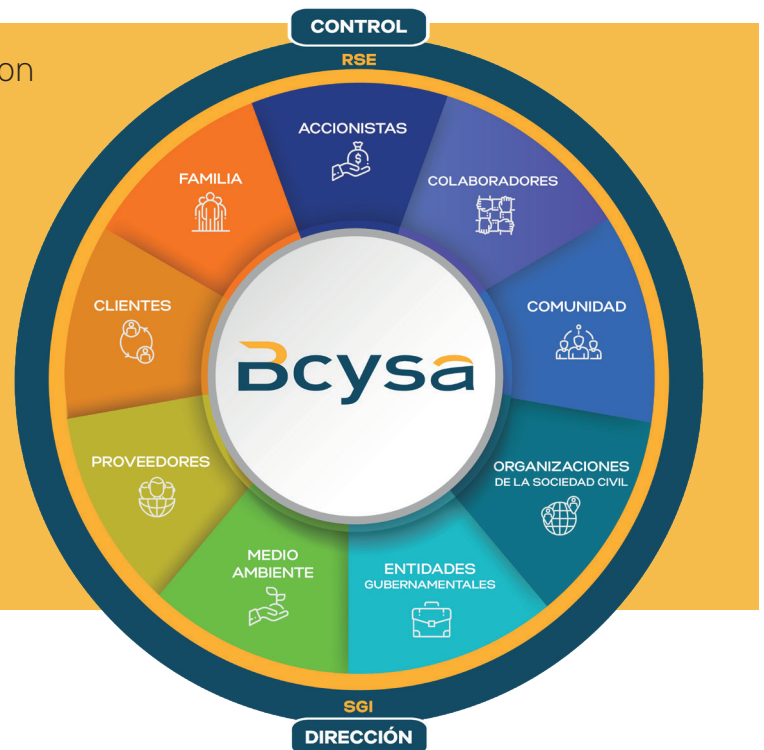 CONTROL
RSE
on
ACCIONISTAS
COLABORADORES
FAMILIA
COMUNIDAD
CLIENTES
Bcysa
ORGANIZACIONES
DE LA SOCIEDAD CIVIL
PROVEEDORES
MEDIO
AMBIENTE
ENTIDADES
GUBERNAMENTALES
SGI
DIRECCIÓN